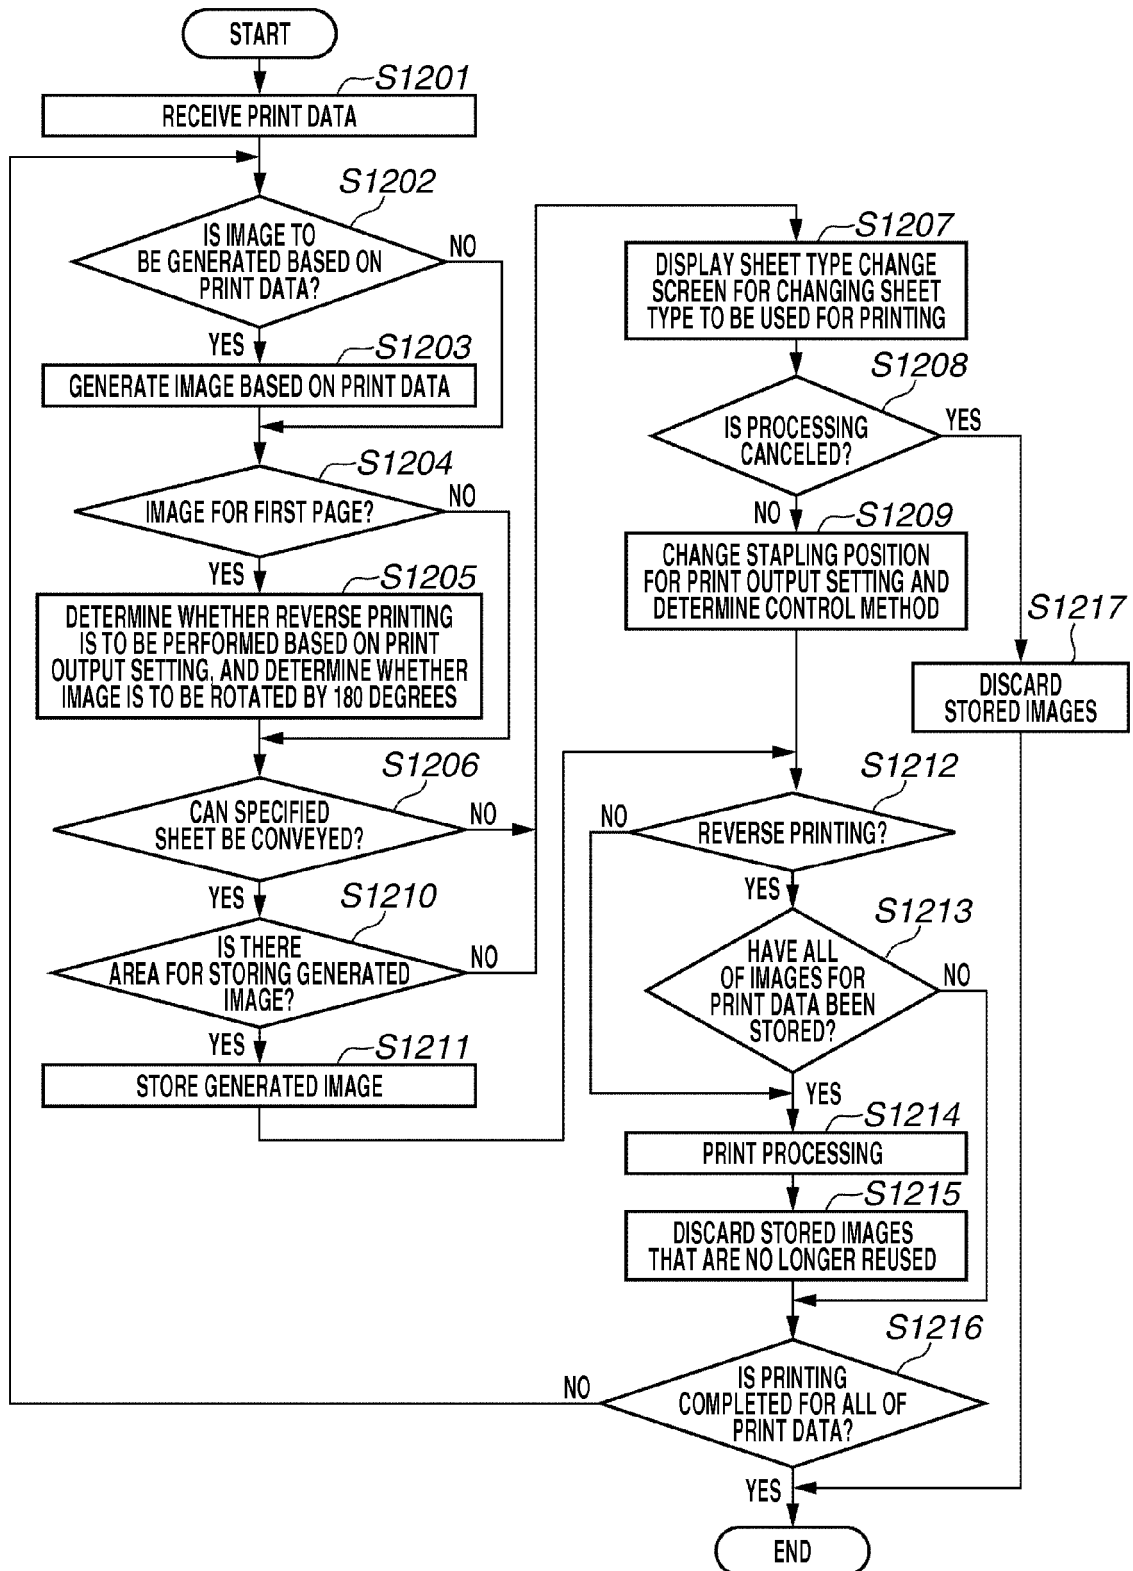 START
S1201
RECEIVE PRINT DATA
S1202
IS IMAGE TO
BE GENERATED BASED ON
PRINT DATA?
NO
YES
S1203
GENERATE IMAGE BASED ON PRINT DATA
S1204
IMAGE FOR FIRST PAGE?
NO
YES
S1205
DETERMINE WHETHER REVERSE PRINTING
IS TO BE PERFORMED BASED ON PRINT
OUTPUT SETTING, AND DETERMINE WHETHER
IMAGE IS TO BE ROTATED BY 180 DEGREES
S1206
CAN SPECIFIED
SHEET BE CONVEYED?
NO
YES
S1210
IS THERE
AREA FOR STORING GENERATED
IMAGE?
NO
YES
S1211
STORE GENERATED IMAGE
S1207
DISPLAY SHEET TYPE CHANGE
SCREEN FOR CHANGING SHEET
TYPE TO BE USED FOR PRINTING
S1208
IS PROCESSING
CANCELED?
YES
NO
S1209
CHANGE STAPLING POSITION
FOR PRINT OUTPUT SETTING AND
DETERMINE CONTROL METHOD
S1217
DISCARD
STORED IMAGES
S1212
REVERSE PRINTING?
NO
YES
S1213
HAVE ALL
OF IMAGES FOR
PRINT DATA BEEN
STORED?
NO
YES
S1214
PRINT PROCESSING
S1215
DISCARD STORED IMAGES
THAT ARE NO LONGER REUSED
S1216
IS PRINTING
COMPLETED FOR ALL OF
PRINT DATA?
NO
YES
END